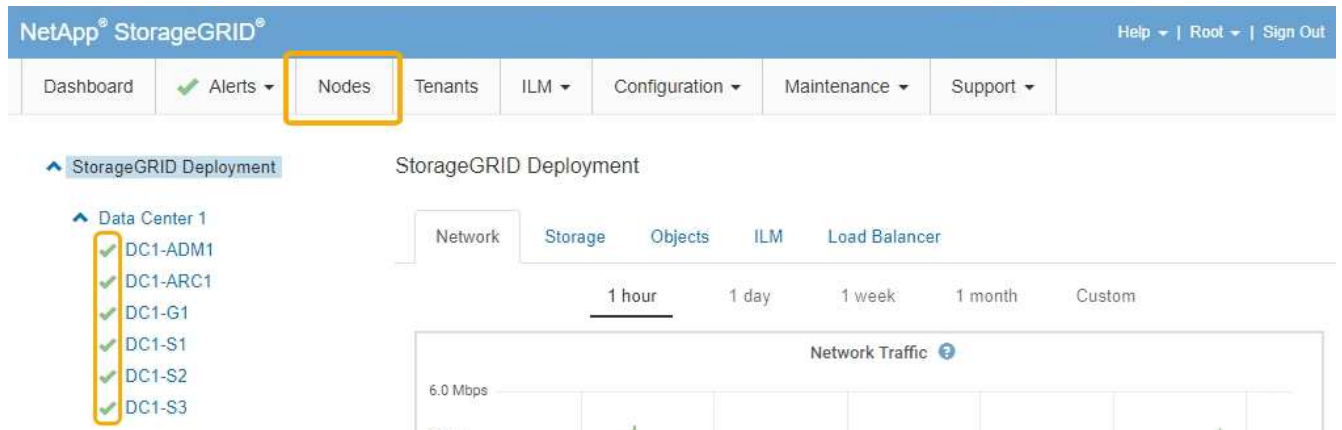 NetApp® StorageGRID®
Help | Root | Sign Out
Dashboard Alerts Nodes Tenants ILM Configuration Maintenance Support
StorageGRID Deployment
Data Center 1
DC1-ADM1
DC1-ARC1
DC1-G1
DC1-S1
DC1-S2
DC1-S3
StorageGRID Deployment
Network Storage Objects ILM Load Balancer
1 hour 1 day 1 week 1 month Custom
Network Traffic ?
6.0 Mbps